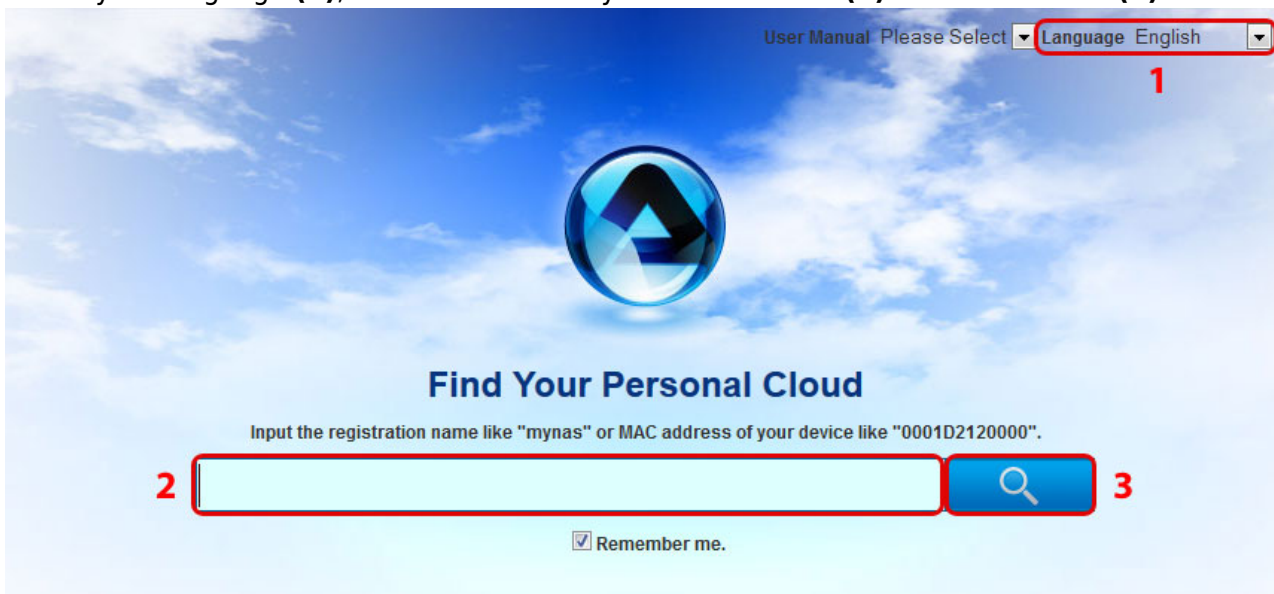 User Manual Please Select Language English
1
Find Your Personal Cloud
Input the registration name like "mynas" or MAC address of your device like "0001D2120000".
2
3
Remember me.